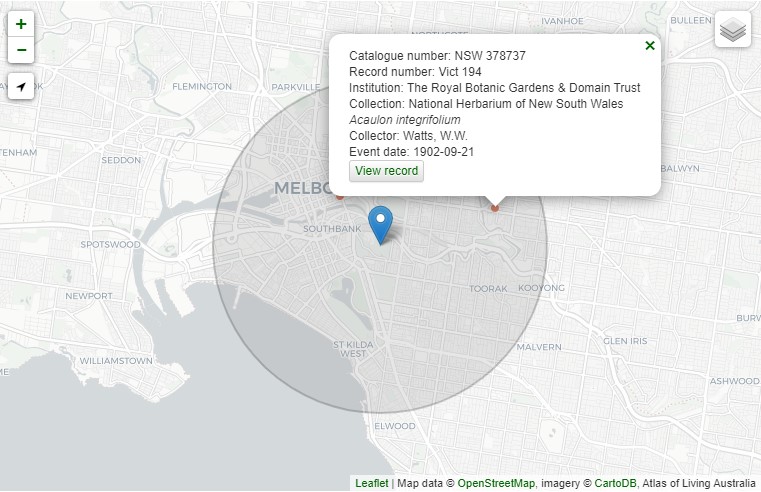 +
−
IVANHOE
BULLEEN
FLEMINGTON
PARKVILLE
Catalogue number: NSW 378737
Record number: Vict 194
Institution: The Royal Botanic Gardens & Domain Trust
Collection: National Herbarium of New South Wales
Acaulon integrifolium
Collector: Watts, W.W.
Event date: 1902-09-21
View record
×
TENHAM
SEDDON
BALWYN
MELBO
SOUTHBANK
SPOTSWOOD
NEWPORT
TOORAK
KOOYONG
BURW
WILLIAMSTOWN
ST KILDA
WEST
MALVERN
GLEN IRIS
ASHWOOD
ELWOOD
Leaflet | Map data © OpenStreetMap, imagery © CartoDB, Atlas of Living Australia